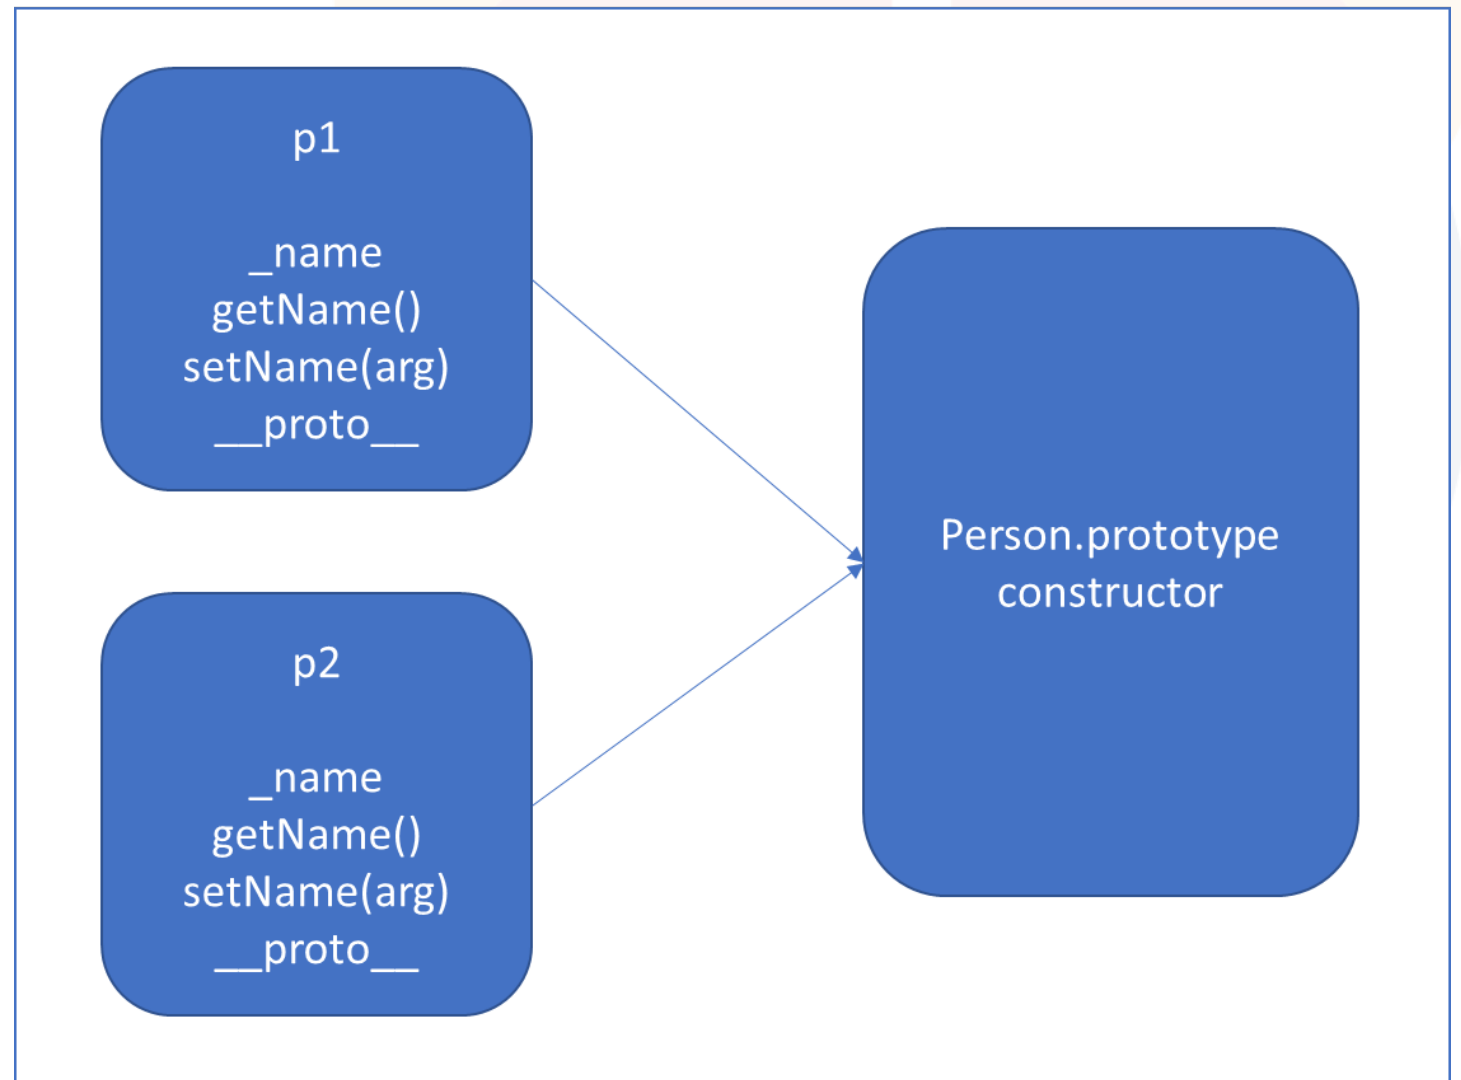 p1
_name
getName()
setName(arg)
__proto__
p2
_name
getName()
setName(arg)
__proto__
Person.prototype
constructor